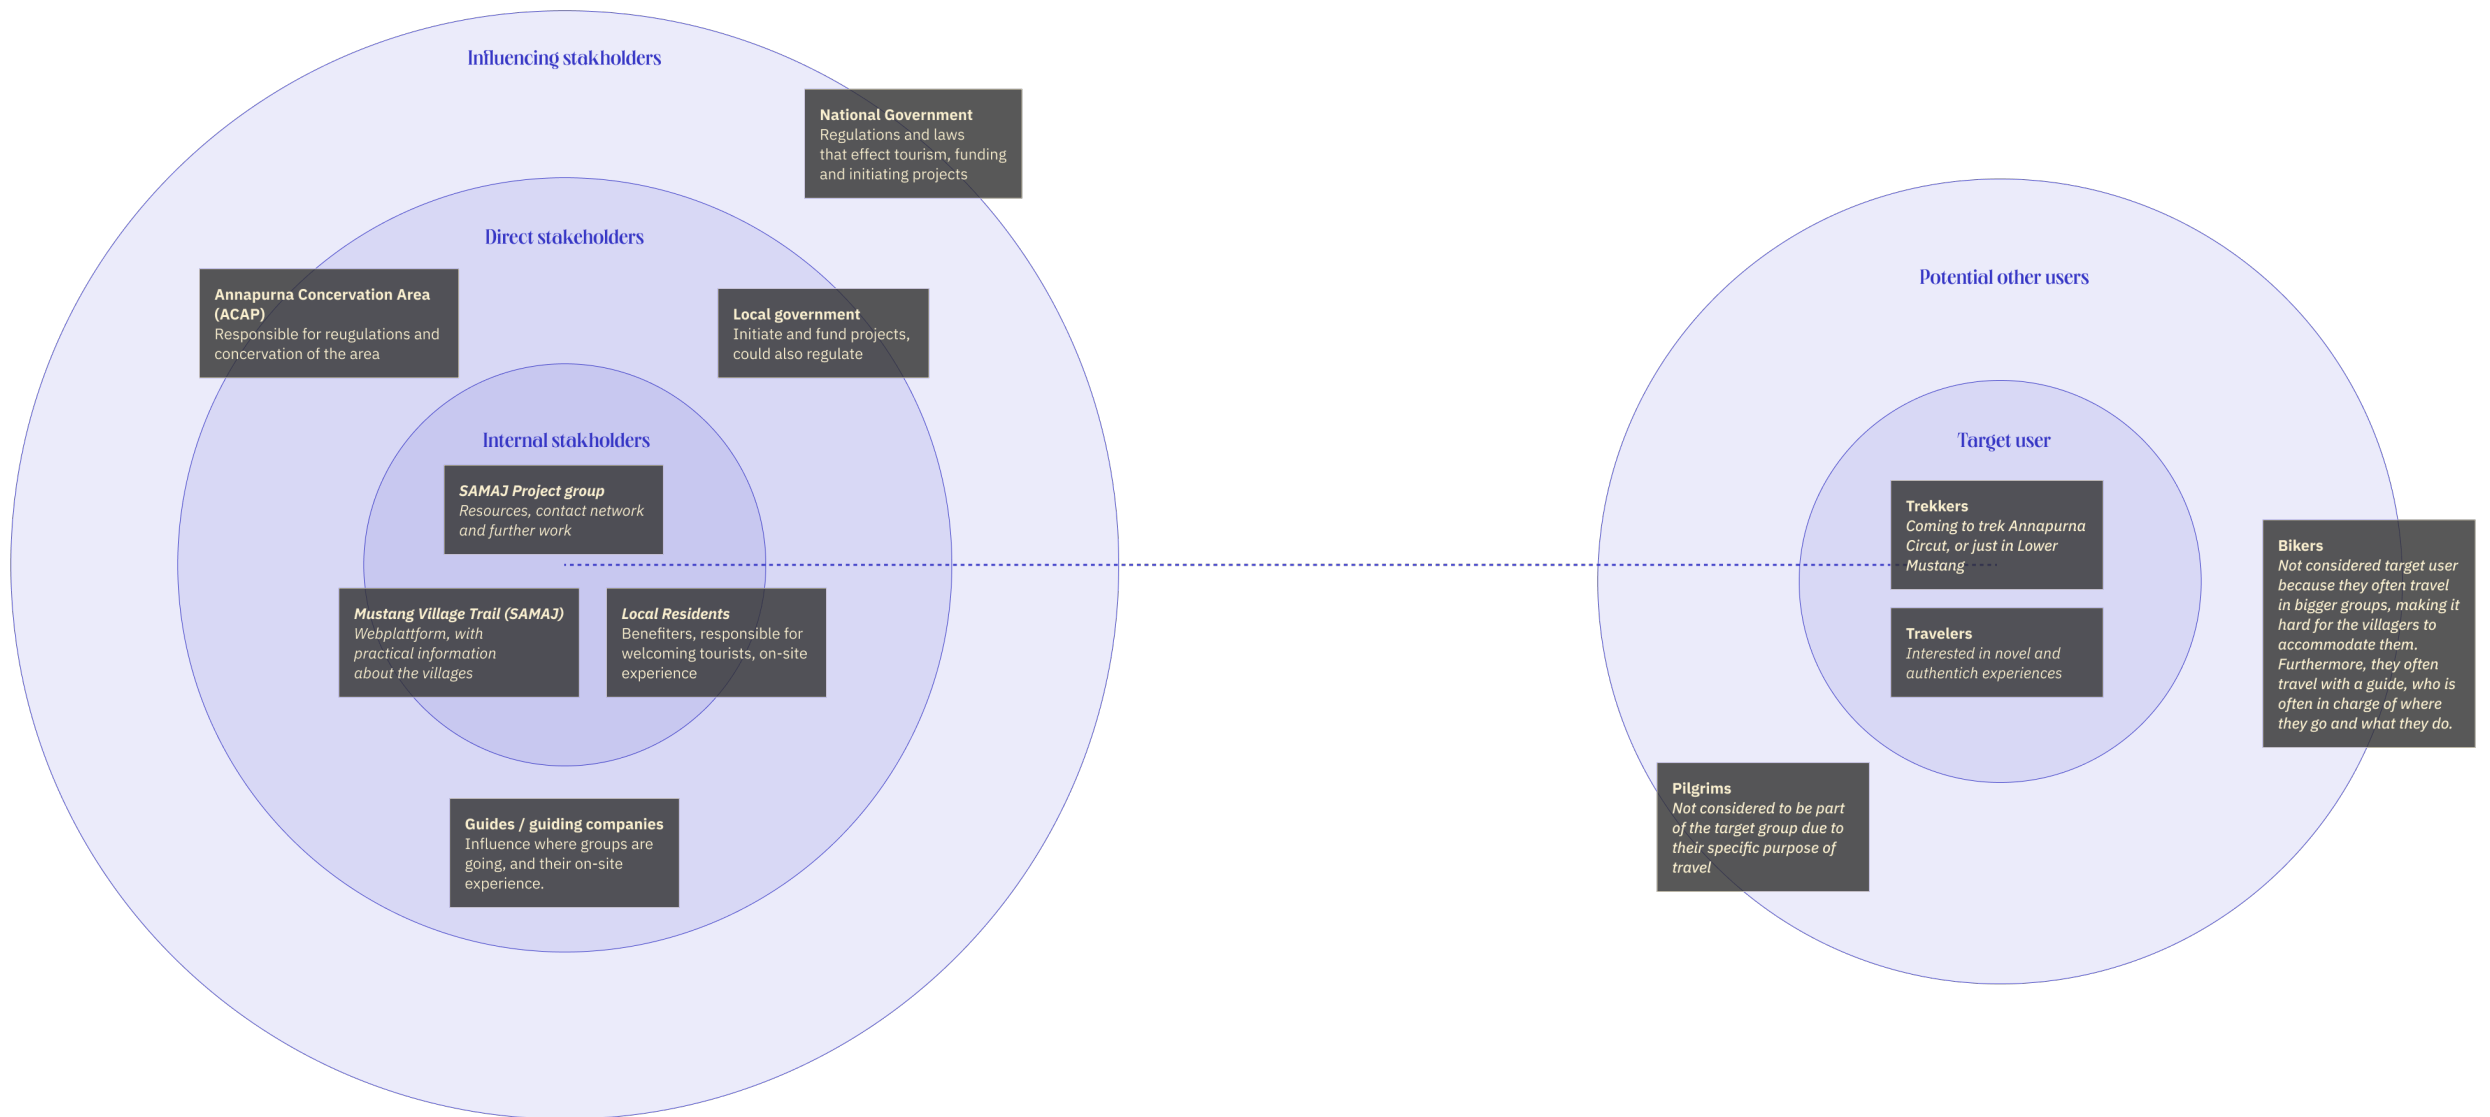 Influencing stakholders
National Government
Regulations and laws
that effect tourism, funding
and initiating projects
Direct stakeholders
Annapurna Concervation Area
(ACAP)
Responsible for reugulations and
concervation of the area
Local government
Initiate and fund projects,
could also regulate
Internal stakholders
SAMAJ Project group
Resources, contact network
and further work
Mustang Village Trail (SAMAJ)
Webplattform, with
practical information
about the villages
Local Residents
Benefiters, responsible for
welcoming tourists, on-site
experience
Guides / guiding companies
Influence where groups are
going, and their on-site
experience.
Potential other users
Target user
Trekkers
Coming to trek Annapurna
Circut, or just in Lower
Mustang
Travelers
Interested in novel and
authentich experiences
Bikers
Not considered target user
because they often travel
in bigger groups, making it
hard for the villagers to
accommodate them.
Furthermore, they often
travel with a guide, who is
often in charge of where
they go and what they do.
Pilgrims
Not considered to be part
of the target group due to
their specific purpose of
travel